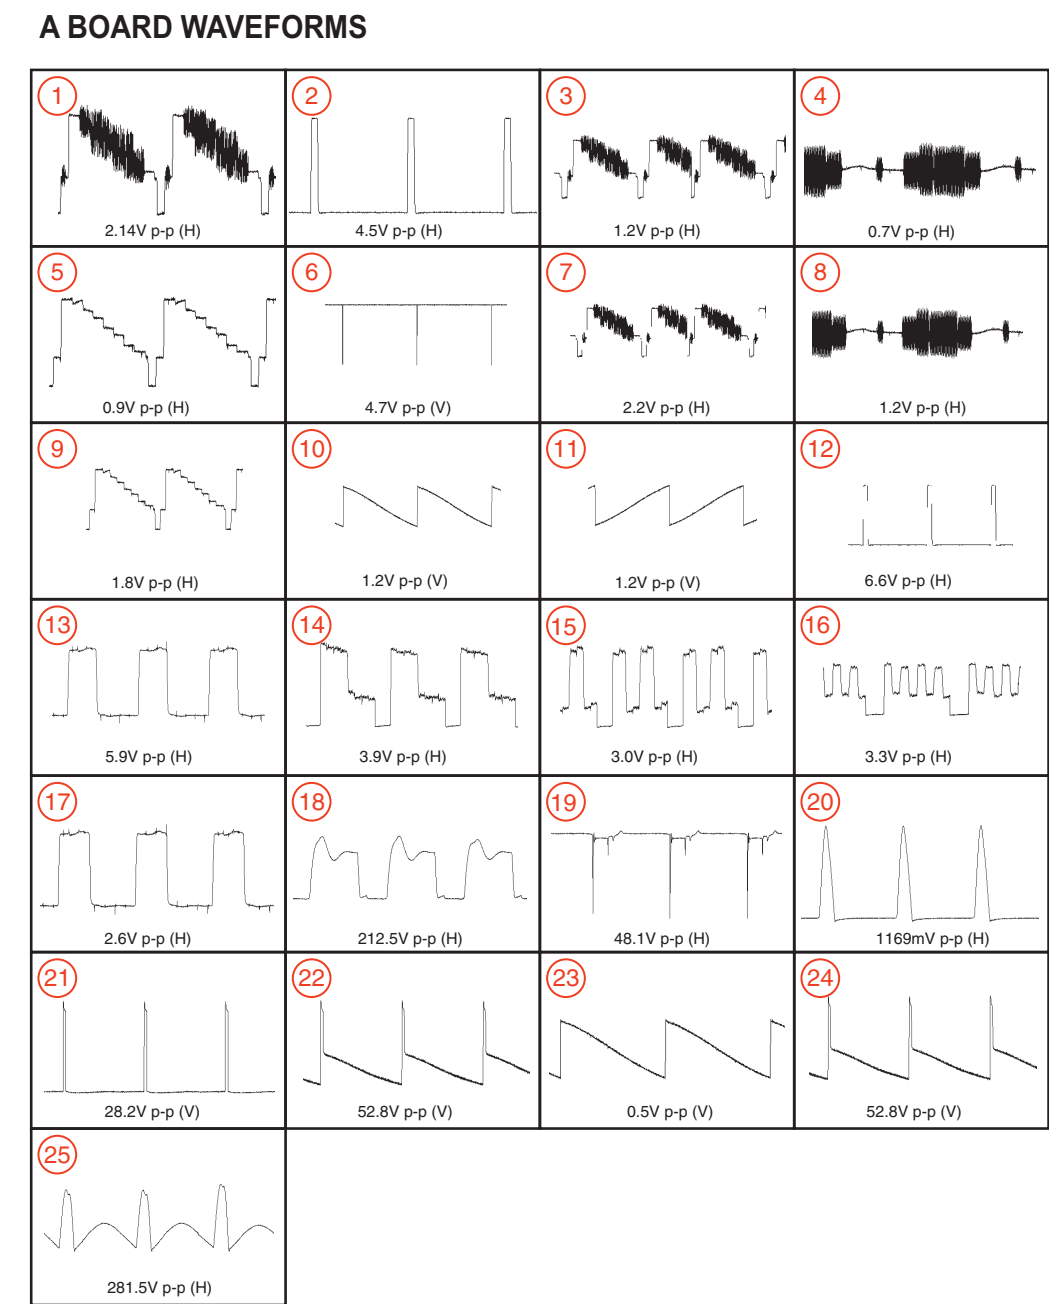 A BOARD WAVEFORMS
1 2 3 4
2.14V p-p (H) 4.5V p-p (H) 1.2V p-p (H) 0.7V p-p (H)
5 6 7 8
0.9V p-p (H) 4.7V p-p (V) 2.2V p-p (H) 1.2V p-p (H)
9 10 11 12
1.8V p-p (H) 1.2V p-p (V) 1.2V p-p (V) 6.6V p-p (H)
13 14 15 16
5.9V p-p (H) 3.9V p-p (H) 3.0V p-p (H) 3.3V p-p (H)
17 18 19 20
2.6V p-p (H) 212.5V p-p (H) 48.1V p-p (H) 1169mV p-p (H)
21 22 23 24
28.2V p-p (V) 52.8V p-p (V) 0.5V p-p (V) 52.8V p-p (V)
25
281.5V p-p (H)